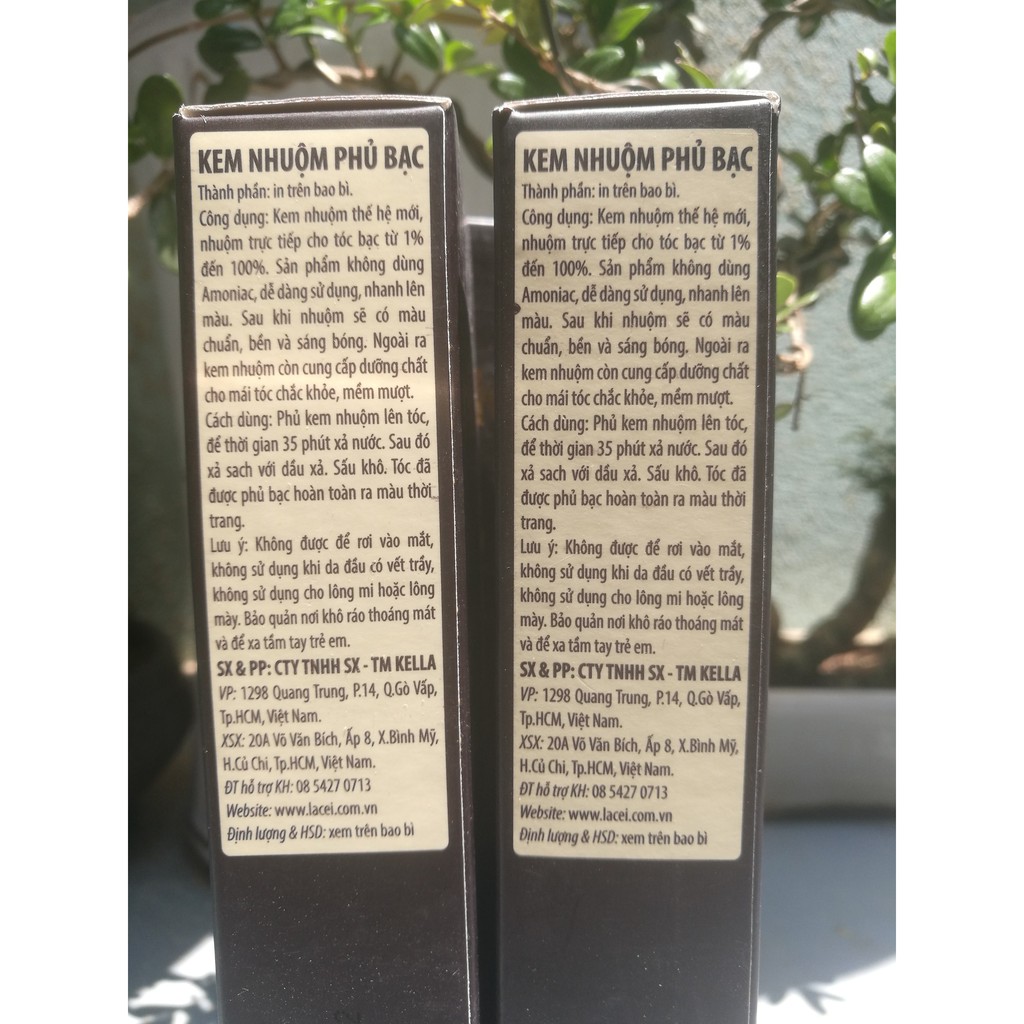 KEM NHUỘM PHỦ BẠC
Thành phần: in trên bao bì.
Công dụng: Kem nhuộm thế hệ mới,
nhuộm trực tiếp cho tóc bạc từ 1%
đến 100%. Sản phẩm không dùng
Amoniac, dễ dàng sử dụng, nhanh lên
màu. Sau khi nhuộm sẽ có màu
chuẩn, bền và sáng bóng. Ngoài ra
kem nhuộm còn cung cấp dưỡng chất
cho mái tóc chắc khỏe, mềm mượt.
Cách dùng: Phủ kem nhuộm lên tóc,
để thời gian 35 phút xả nước. Sau đó
xả sach với dầu xả. Sấu khô. Tóc đã
được phủ bạc hoàn toàn ra màu thời
trang.
Lưu ý: Không được để rơi vào mắt,
không sử dụng khi da đầu có vết trầy,
không sử dụng cho lông mi hoặc lông
mày. Bảo quản nơi khô ráo thoáng mát
và để xa tầm tay trẻ em.
SX & PP: CTY TNHH SX - TM KELLA
VP: 1298 Quang Trung, P.14, Q.Gò Vấp,
Tp.HCM, Việt Nam.
XSX: 20A Võ Văn Bích, Ấp 8, X.Bình Mỹ,
H.Củ Chi, Tp.HCM, Việt Nam.
ĐT hỗ trợ KH: 08 5427 0713
Website: www.lacei.com.vn
Định lượng & HSD: xem trên bao bì
KEM NHUỘM PHỦ BẠC
Thành phần: in trên bao bì.
Công dụng: Kem nhuộm thế hệ mới,
nhuộm trực tiếp cho tóc bạc từ 1%
đến 100%. Sản phẩm không dùng
Amoniac, dễ dàng sử dụng, nhanh lên
màu. Sau khi nhuộm sẽ có màu
chuẩn, bền và sáng bóng. Ngoài ra
kem nhuộm còn cung cấp dưỡng chất
cho mái tóc chắc khỏe, mềm mượt.
Cách dùng: Phủ kem nhuộm lên tóc,
để thời gian 35 phút xả nước. Sau đó
xả sach với dầu xả. Sấu khô. Tóc đã
được phủ bạc hoàn toàn ra màu thời
trang.
Lưu ý: Không được để rơi vào mắt,
không sử dụng khi da đầu có vết trầy,
không sử dụng cho lông mi hoặc lông
mày. Bảo quản nơi khô ráo thoáng mát
và để xa tầm tay trẻ em.
SX & PP: CTY TNHH SX - TM KELLA
VP: 1298 Quang Trung, P.14, Q.Gò Vấp,
Tp.HCM, Việt Nam.
XSX: 20A Võ Văn Bích, Ấp 8, X.Bình Mỹ,
H.Củ Chi, Tp.HCM, Việt Nam.
ĐT hỗ trợ KH: 08 5427 0713
Website: www.lacei.com.vn
Định lượng & HSD: xem trên bao bì